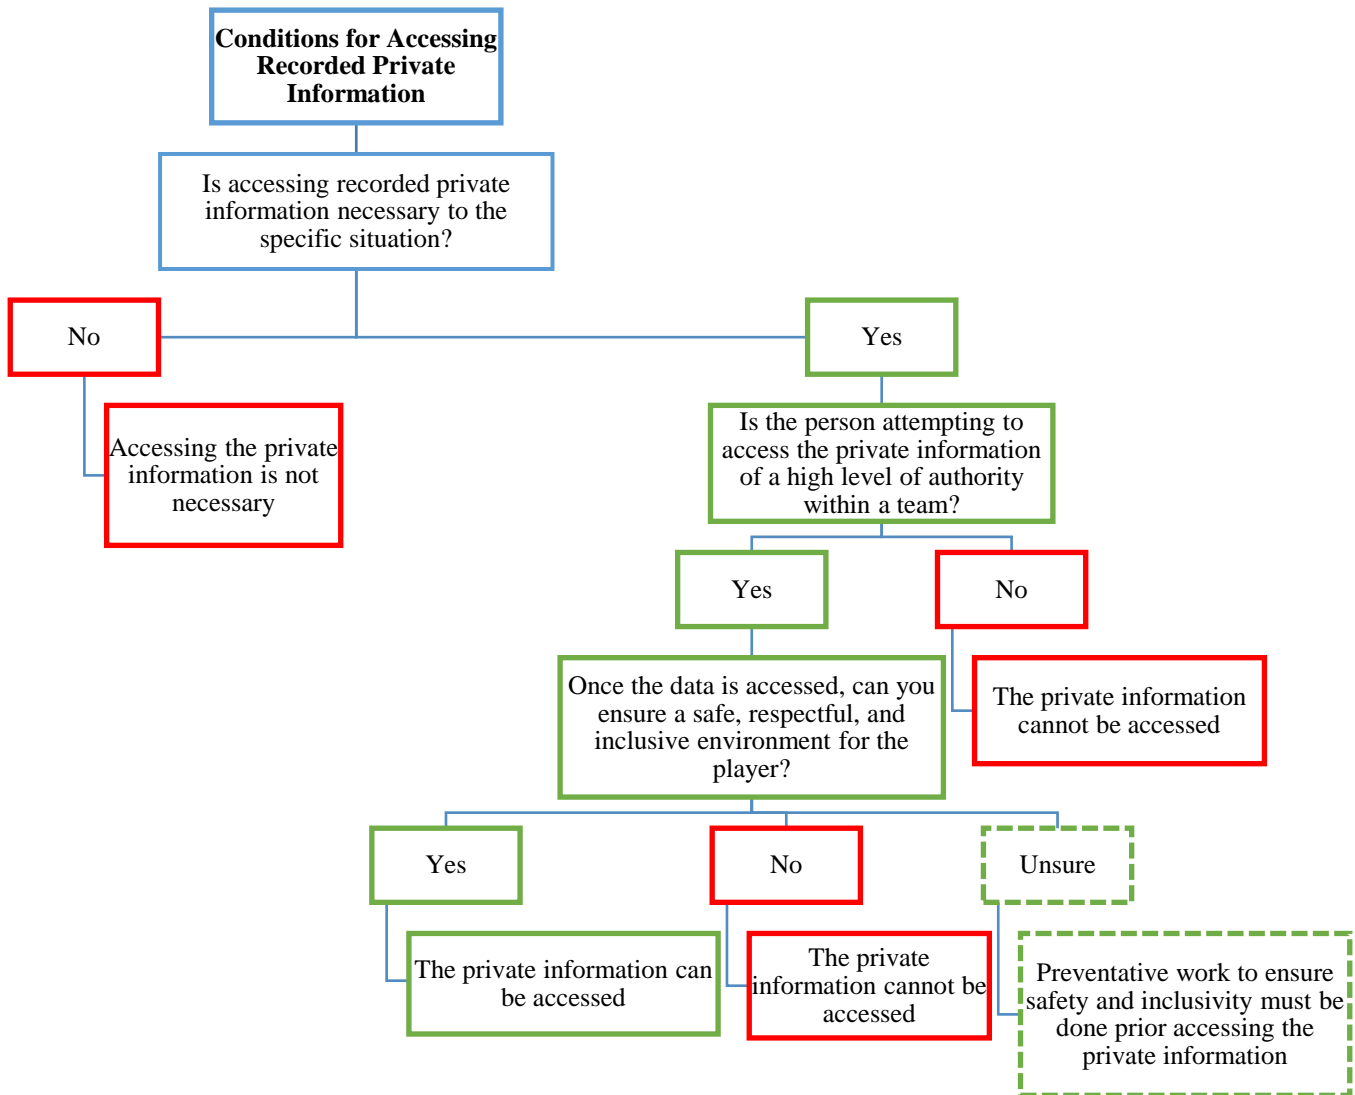 Conditions for Accessing
Recorded Private
Information
Is accessing recorded private
information necessary to the
specific situation?
No
Yes
Accessing the private
information is not
necessary
Is the person attempting to
access the private information
of a high level of authority
within a team?
Yes
No
Once the data is accessed, can you
ensure a safe, respectful, and
inclusive environment for the
player?
The private information
cannot be accessed
Yes
No
Unsure
The private information can
be accessed
The private
information cannot be
accessed
Preventative work to ensure
safety and inclusivity must be
done prior accessing the
private information